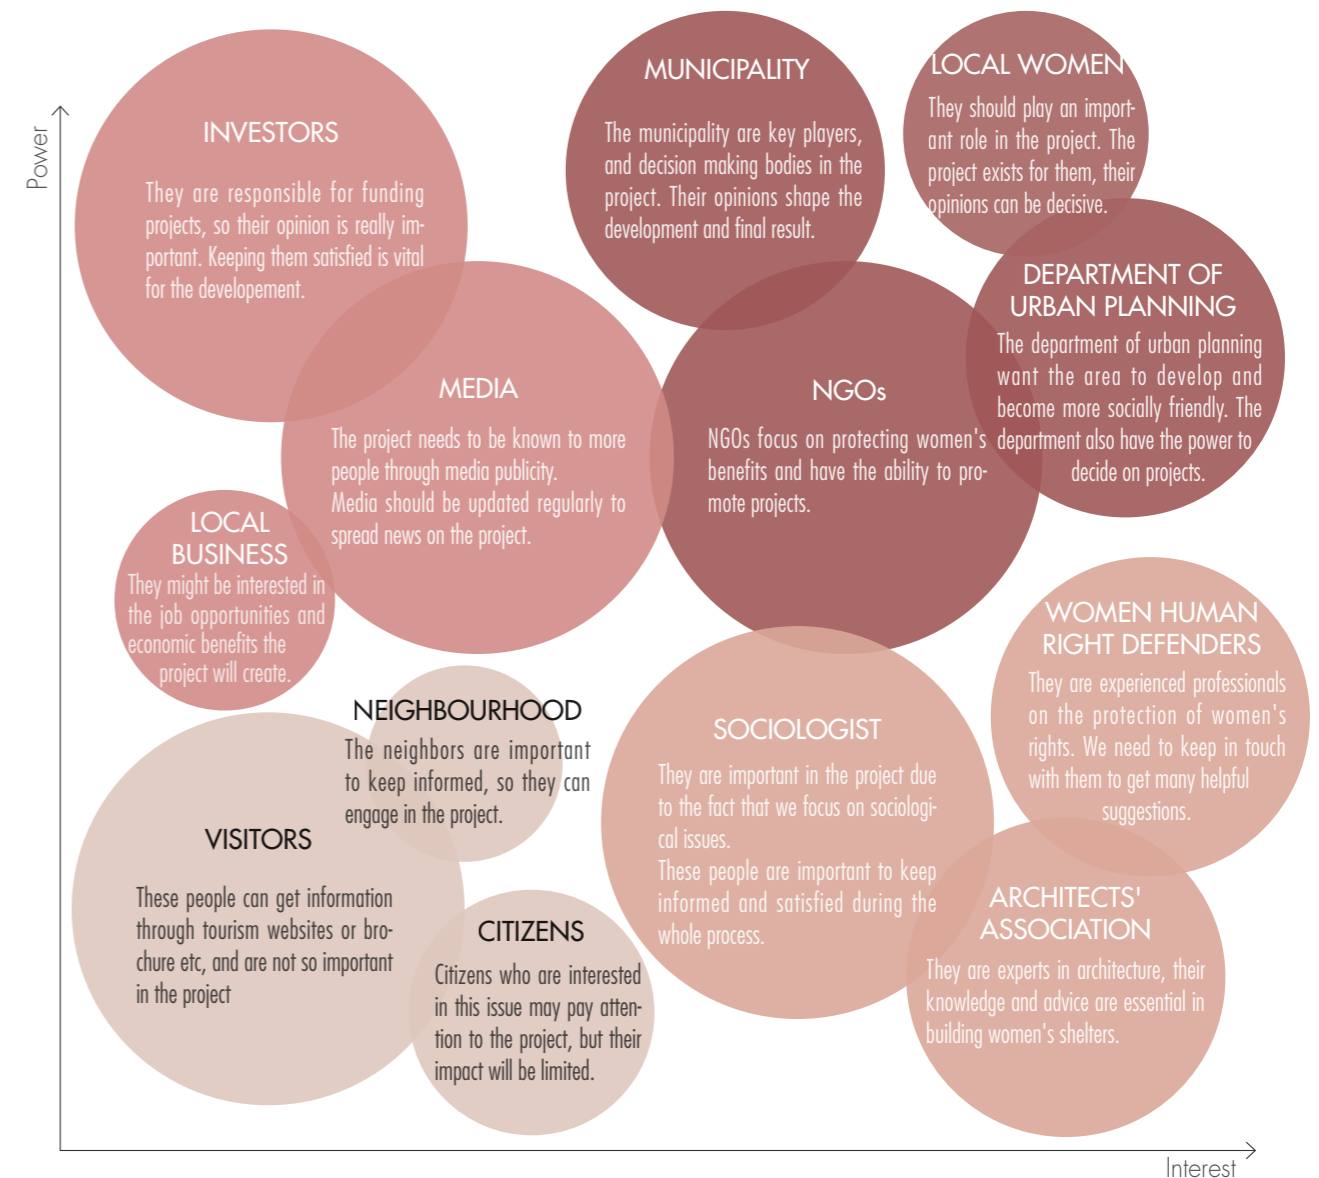 Power
INVESTORS
They are responsible for funding
projects, so their opinion is really im-
portant. Keeping them satisfied is vital
for the developement.
MUNICIPALITY
The municipality are key players,
and decision making bodies in the
project. Their opinions shape the
development and final result.
LOCAL WOMEN
They should play an import-
ant role in the project. The
project exists for them, their
opinions can be decisive.
DEPARTMENT OF
URBAN PLANNING
The department of urban planning
want the area to develop and
become more socially friendly. The
department also have the power to
decide on projects.
MEDIA
The project needs to be known to more
people through media publicity.
Media should be updated regularly to
spread news on the project.
NGOs
NGOs focus on protecting women's
benefits and have the ability to pro-
mote projects.
LOCAL
BUSINESS
They might be interested in
the job opportunities and
economic benefits the
project will create.
NEIGHBOURHOOD
The neighbors are important
to keep informed, so they can
engage in the project.
VISITORS
These people can get information
through tourism websites or bro-
chure etc, and are not so important
in the project
CITIZENS
Citizens who are interested
in this issue may pay atten-
tion to the project, but their
impact will be limited.
SOCIOLOGIST
They are important in the project due
to the fact that we focus on sociologi-
cal issues.
These people are important to keep
informed and satisfied during the
whole process.
WOMEN HUMAN
RIGHT DEFENDERS
They are experienced professionals
on the protection of women's
rights. We need to keep in touch
with them to get many helpful
suggestions.
ARCHITECTS'
ASSOCIATION
They are experts in architecture, their
knowledge and advice are essential in
building women's shelters.
Interest